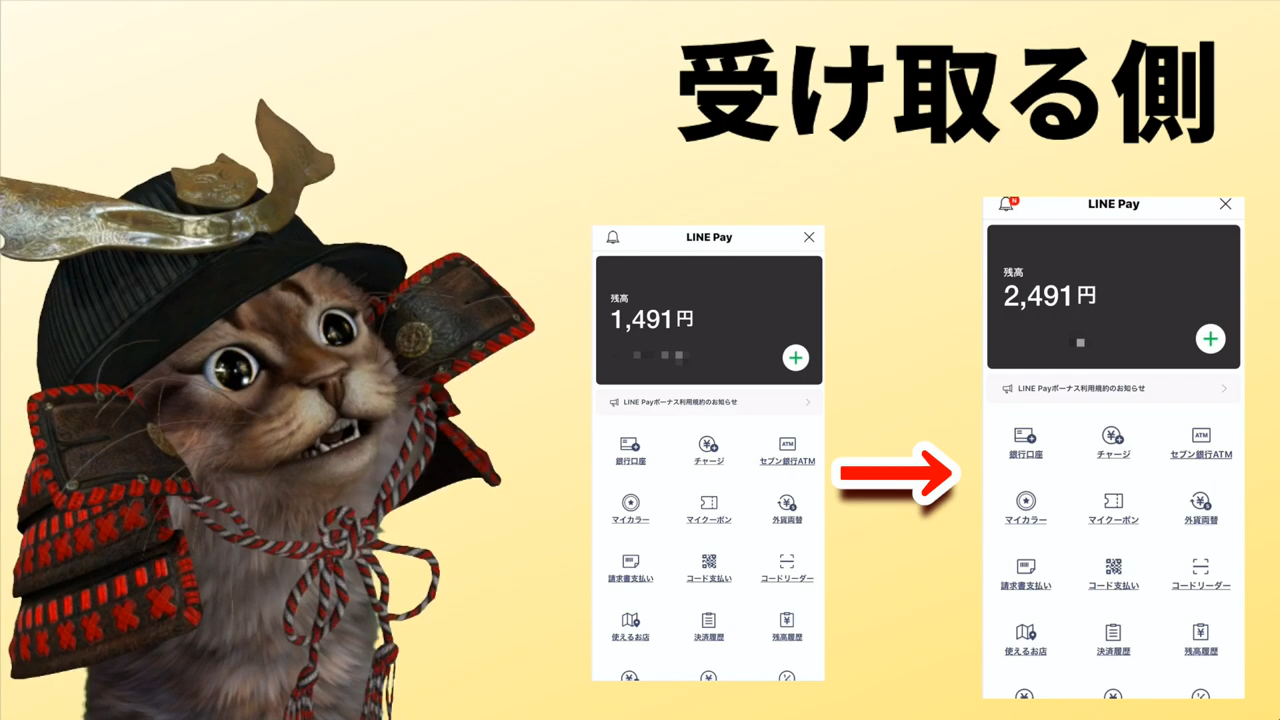 受け取る側
LINE Pay
残高
1,491円
LINE Payボーナス利用規約のお知らせ
銀行口座
チャージ
セブン銀行ATM
マイカラー
マイクーポン
外貨両替
請求書支払い
コード支払い
コードリーダー
使えるお店
決済履歴
残高履歴
N
LINE Pay
残高
2,491円
LINE Payボーナス利用規約のお知らせ
銀行口座
チャージ
ATM
セブン銀行ATM
マイカラー
マイクーポン
外貨両替
請求書支払い
コード支払い
コードリーダー
使えるお店
決済履歴
残高履歴